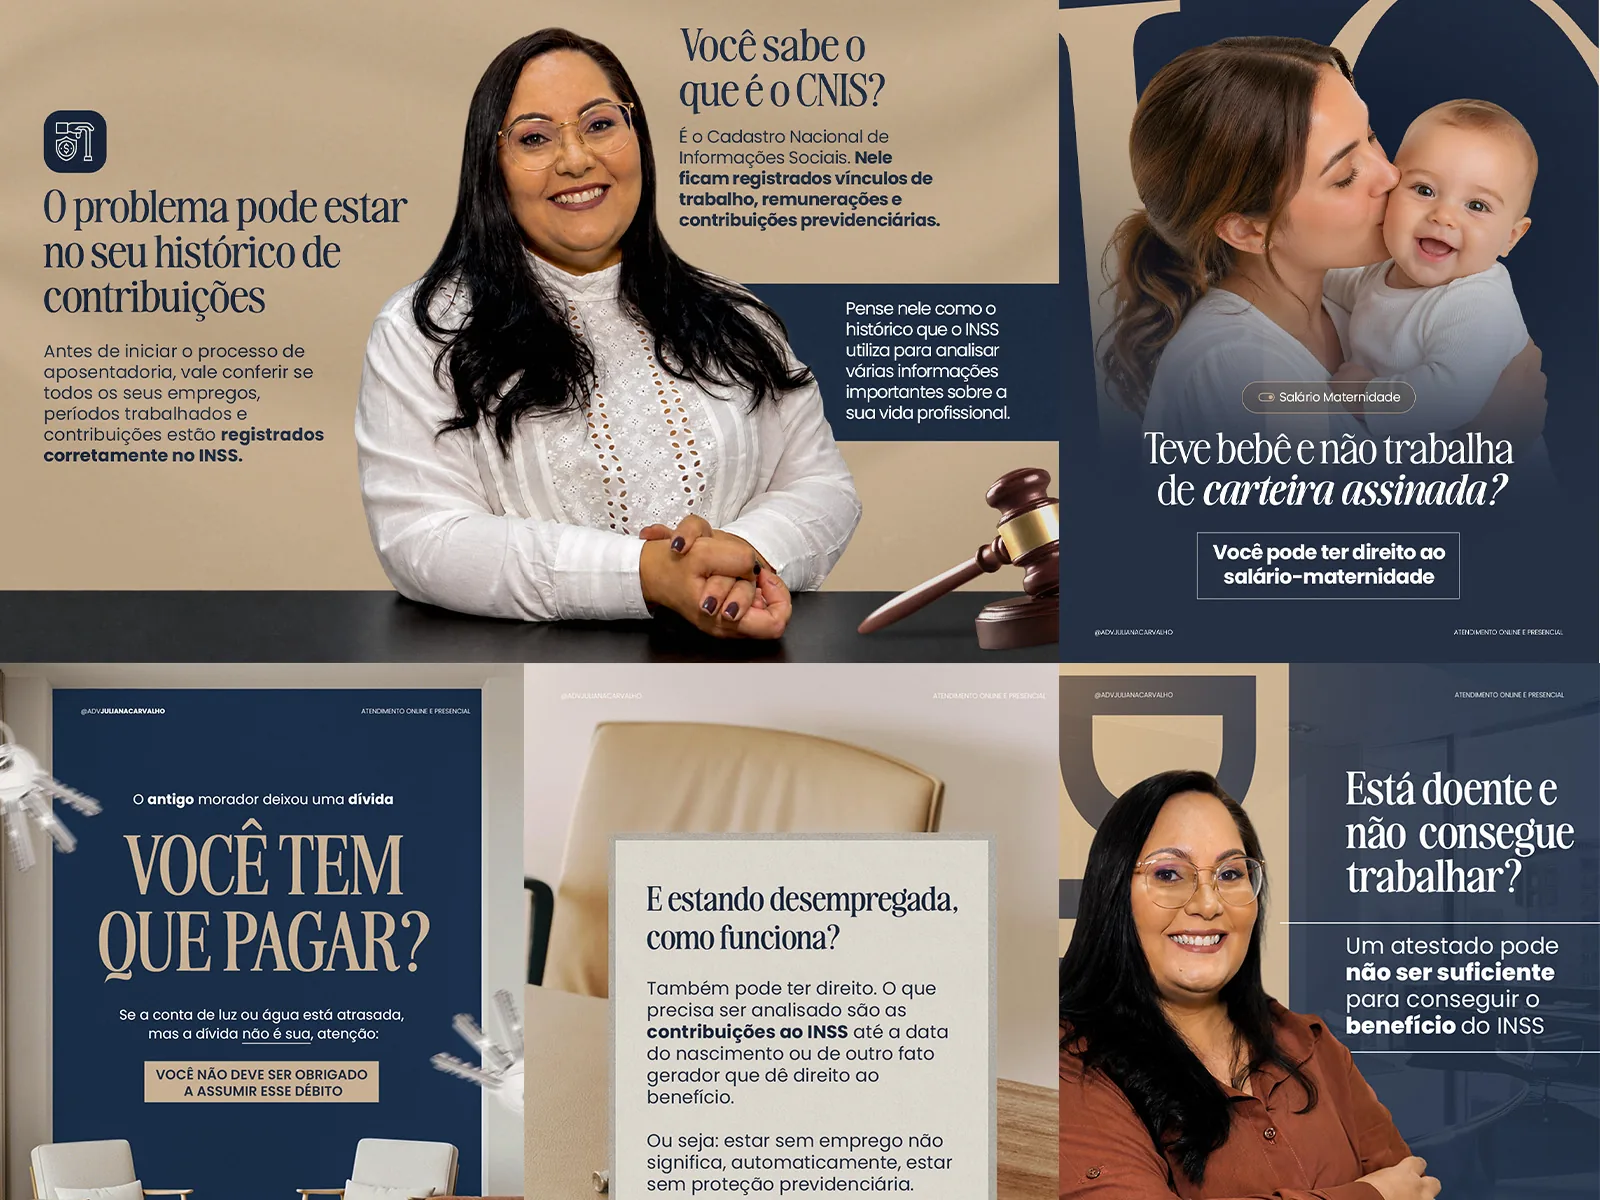 O problema pode estar
no seu histórico de
contribuições
Antes de iniciar o processo de
aposentadoria, vale conferir se
todos os seus empregos,
períodos trabalhados e
contribuições estão registrados
corretamente no INSS.
Você sabe o
que é o CNIS?
É o Cadastro Nacional de
Informações Sociais. Nele
ficam registrados vínculos de
trabalho, remunerações e
contribuições previdenciárias.
Pense nele como o
histórico que o INSS
utiliza para analisar
várias informações
importantes sobre a
sua vida profissional.
Salário Maternidade
Teve bebê e não trabalha
de carteira assinada?
Você pode ter direito ao
salário-maternidade
@ADVJULIANACARVALHO
ATENDIMENTO ONLINE E PRESENCIAL
@ADVJULIANACARVALHO
ATENDIMENTO ONLINE E PRESENCIAL
O antigo morador deixou uma dívida
VOCÊ TEM
QUE PAGAR?
Se a conta de luz ou água está atrasada,
mas a dívida não é sua, atenção:
VOCÊ NÃO DEVE SER OBRIGADO
A ASSUMIR ESSE DÉBITO
@ADVJULIANACARVALHO
ATENDIMENTO ONLINE E PRESENCIAL
E estando desempregada,
como funciona?
Também pode ter direito. O que
precisa ser analisado são as
contribuições ao INSS até a data
do nascimento ou de outro fato
gerador que dê direito ao
benefício.
Ou seja: estar sem emprego não
significa, automaticamente, estar
sem proteção previdenciária.
@ADVJULIANACARVALHO
ATENDIMENTO ONLINE E PRESENCIAL
Está doente e
não consegue
trabalhar?
Um atestado pode
não ser suficiente
para conseguir o
benefício do INSS